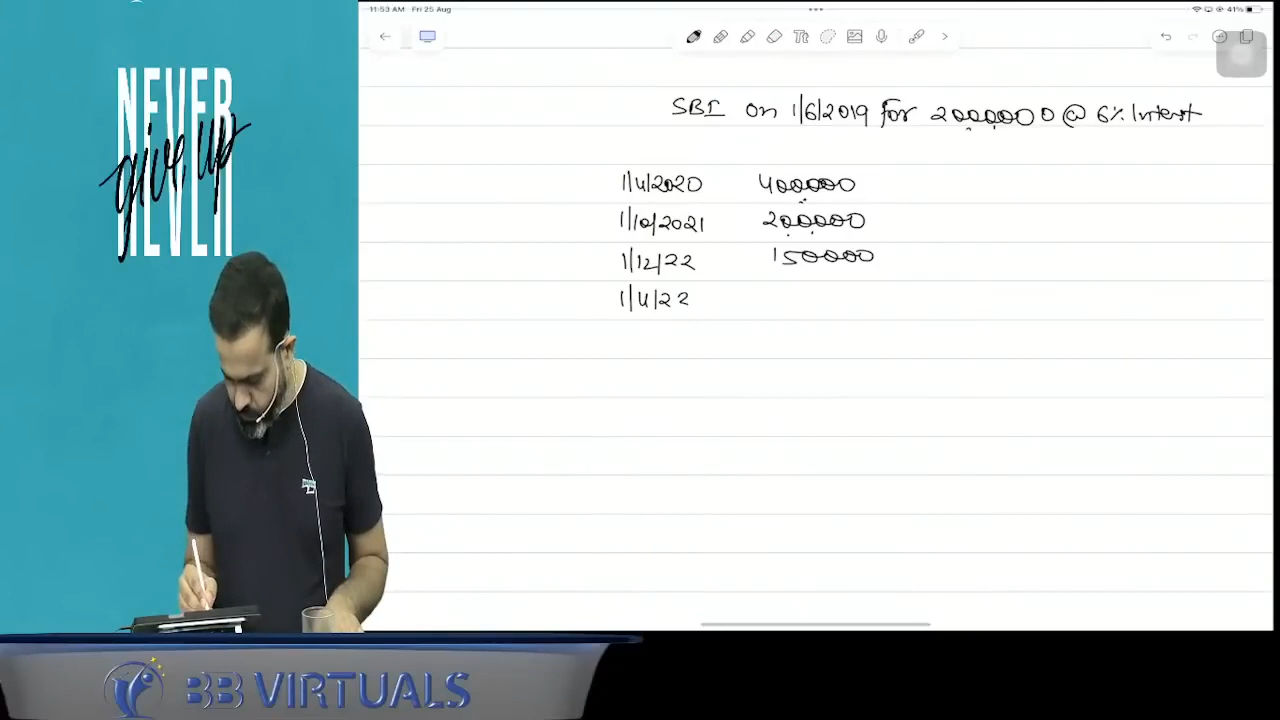 11:53 AM Fri 25 Aug
41%
NEVER
give up
NEVER
SBI on 1/6/2019 for 2000000 @ 6% Interest
1/4/2020 400000
1/10/2021 200000
1/12/22 150000
1/4/22
BB VIRTUALS